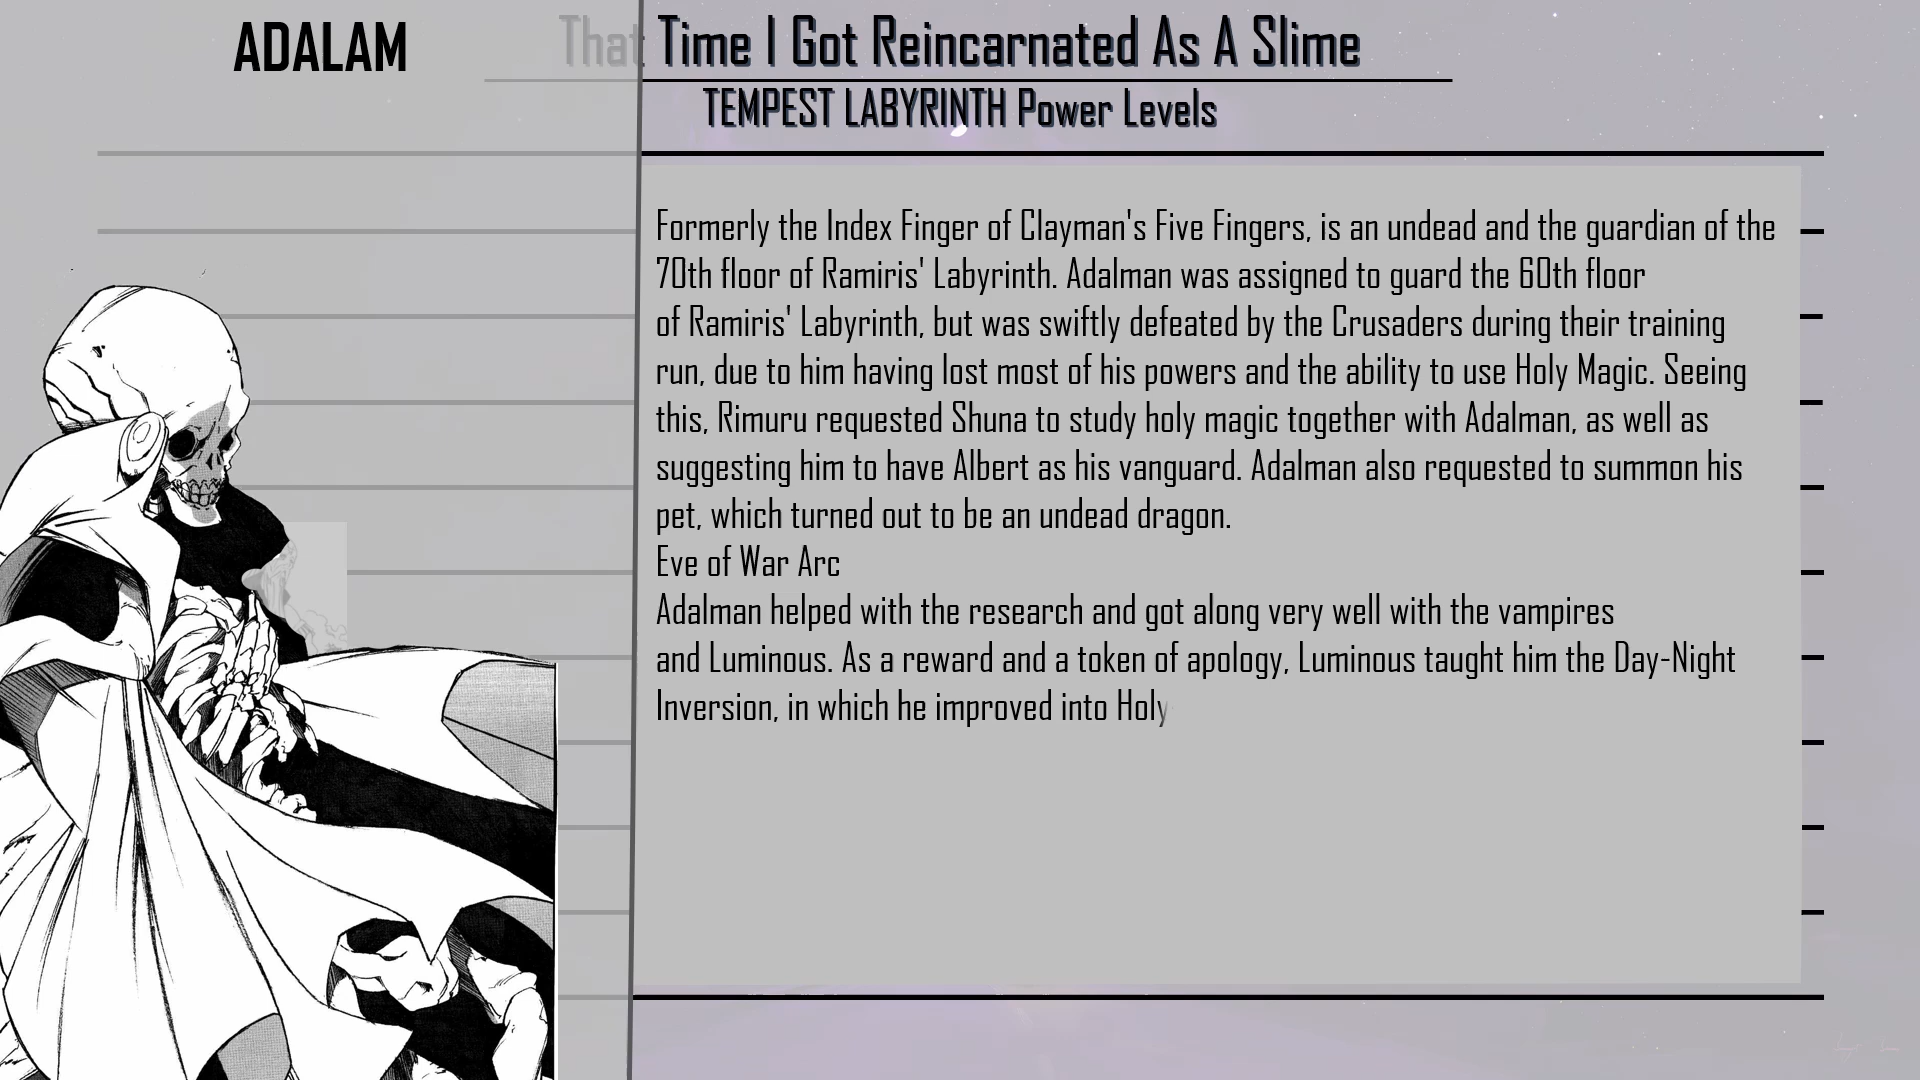 ADALAM
That Time I Got Reincarnated As A Slime
TEMPEST LABYRINTH Power Levels
Formerly the Index Finger of Clayman's Five Fingers, is an undead and the guardian of the
70th floor of Ramiris' Labyrinth. Adalman was assigned to guard the 60th floor
of Ramiris' Labyrinth, but was swiftly defeated by the Crusaders during their training
run, due to him having lost most of his powers and the ability to use Holy Magic. Seeing
this, Rimuru requested Shuna to study holy magic together with Adalman, as well as
suggesting him to have Albert as his vanguard. Adalman also requested to summon his
pet, which turned out to be an undead dragon.
Eve of War Arc
Adalman helped with the research and got along very well with the vampires
and Luminous. As a reward and a token of apology, Luminous taught him the Day-Night
Inversion, in which he improved into Holy